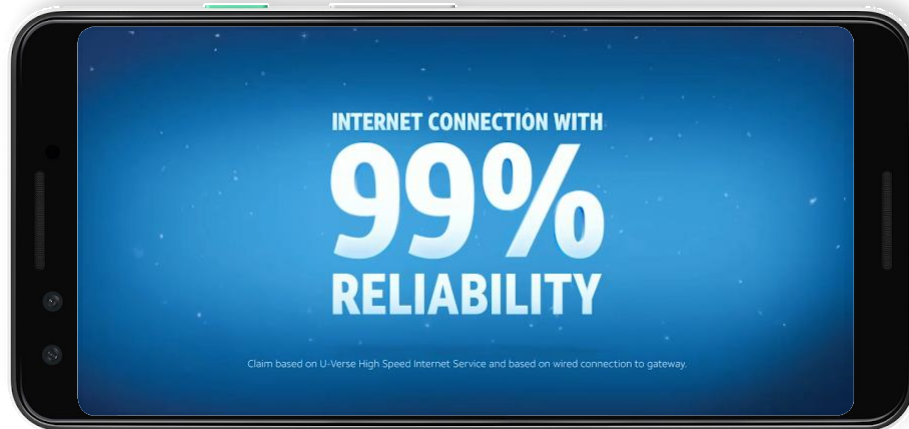 INTERNET CONNECTION WITH
99%
RELIABILITY
Claim based on U-Verse High Speed Internet Service and based on wired connection to gateway.